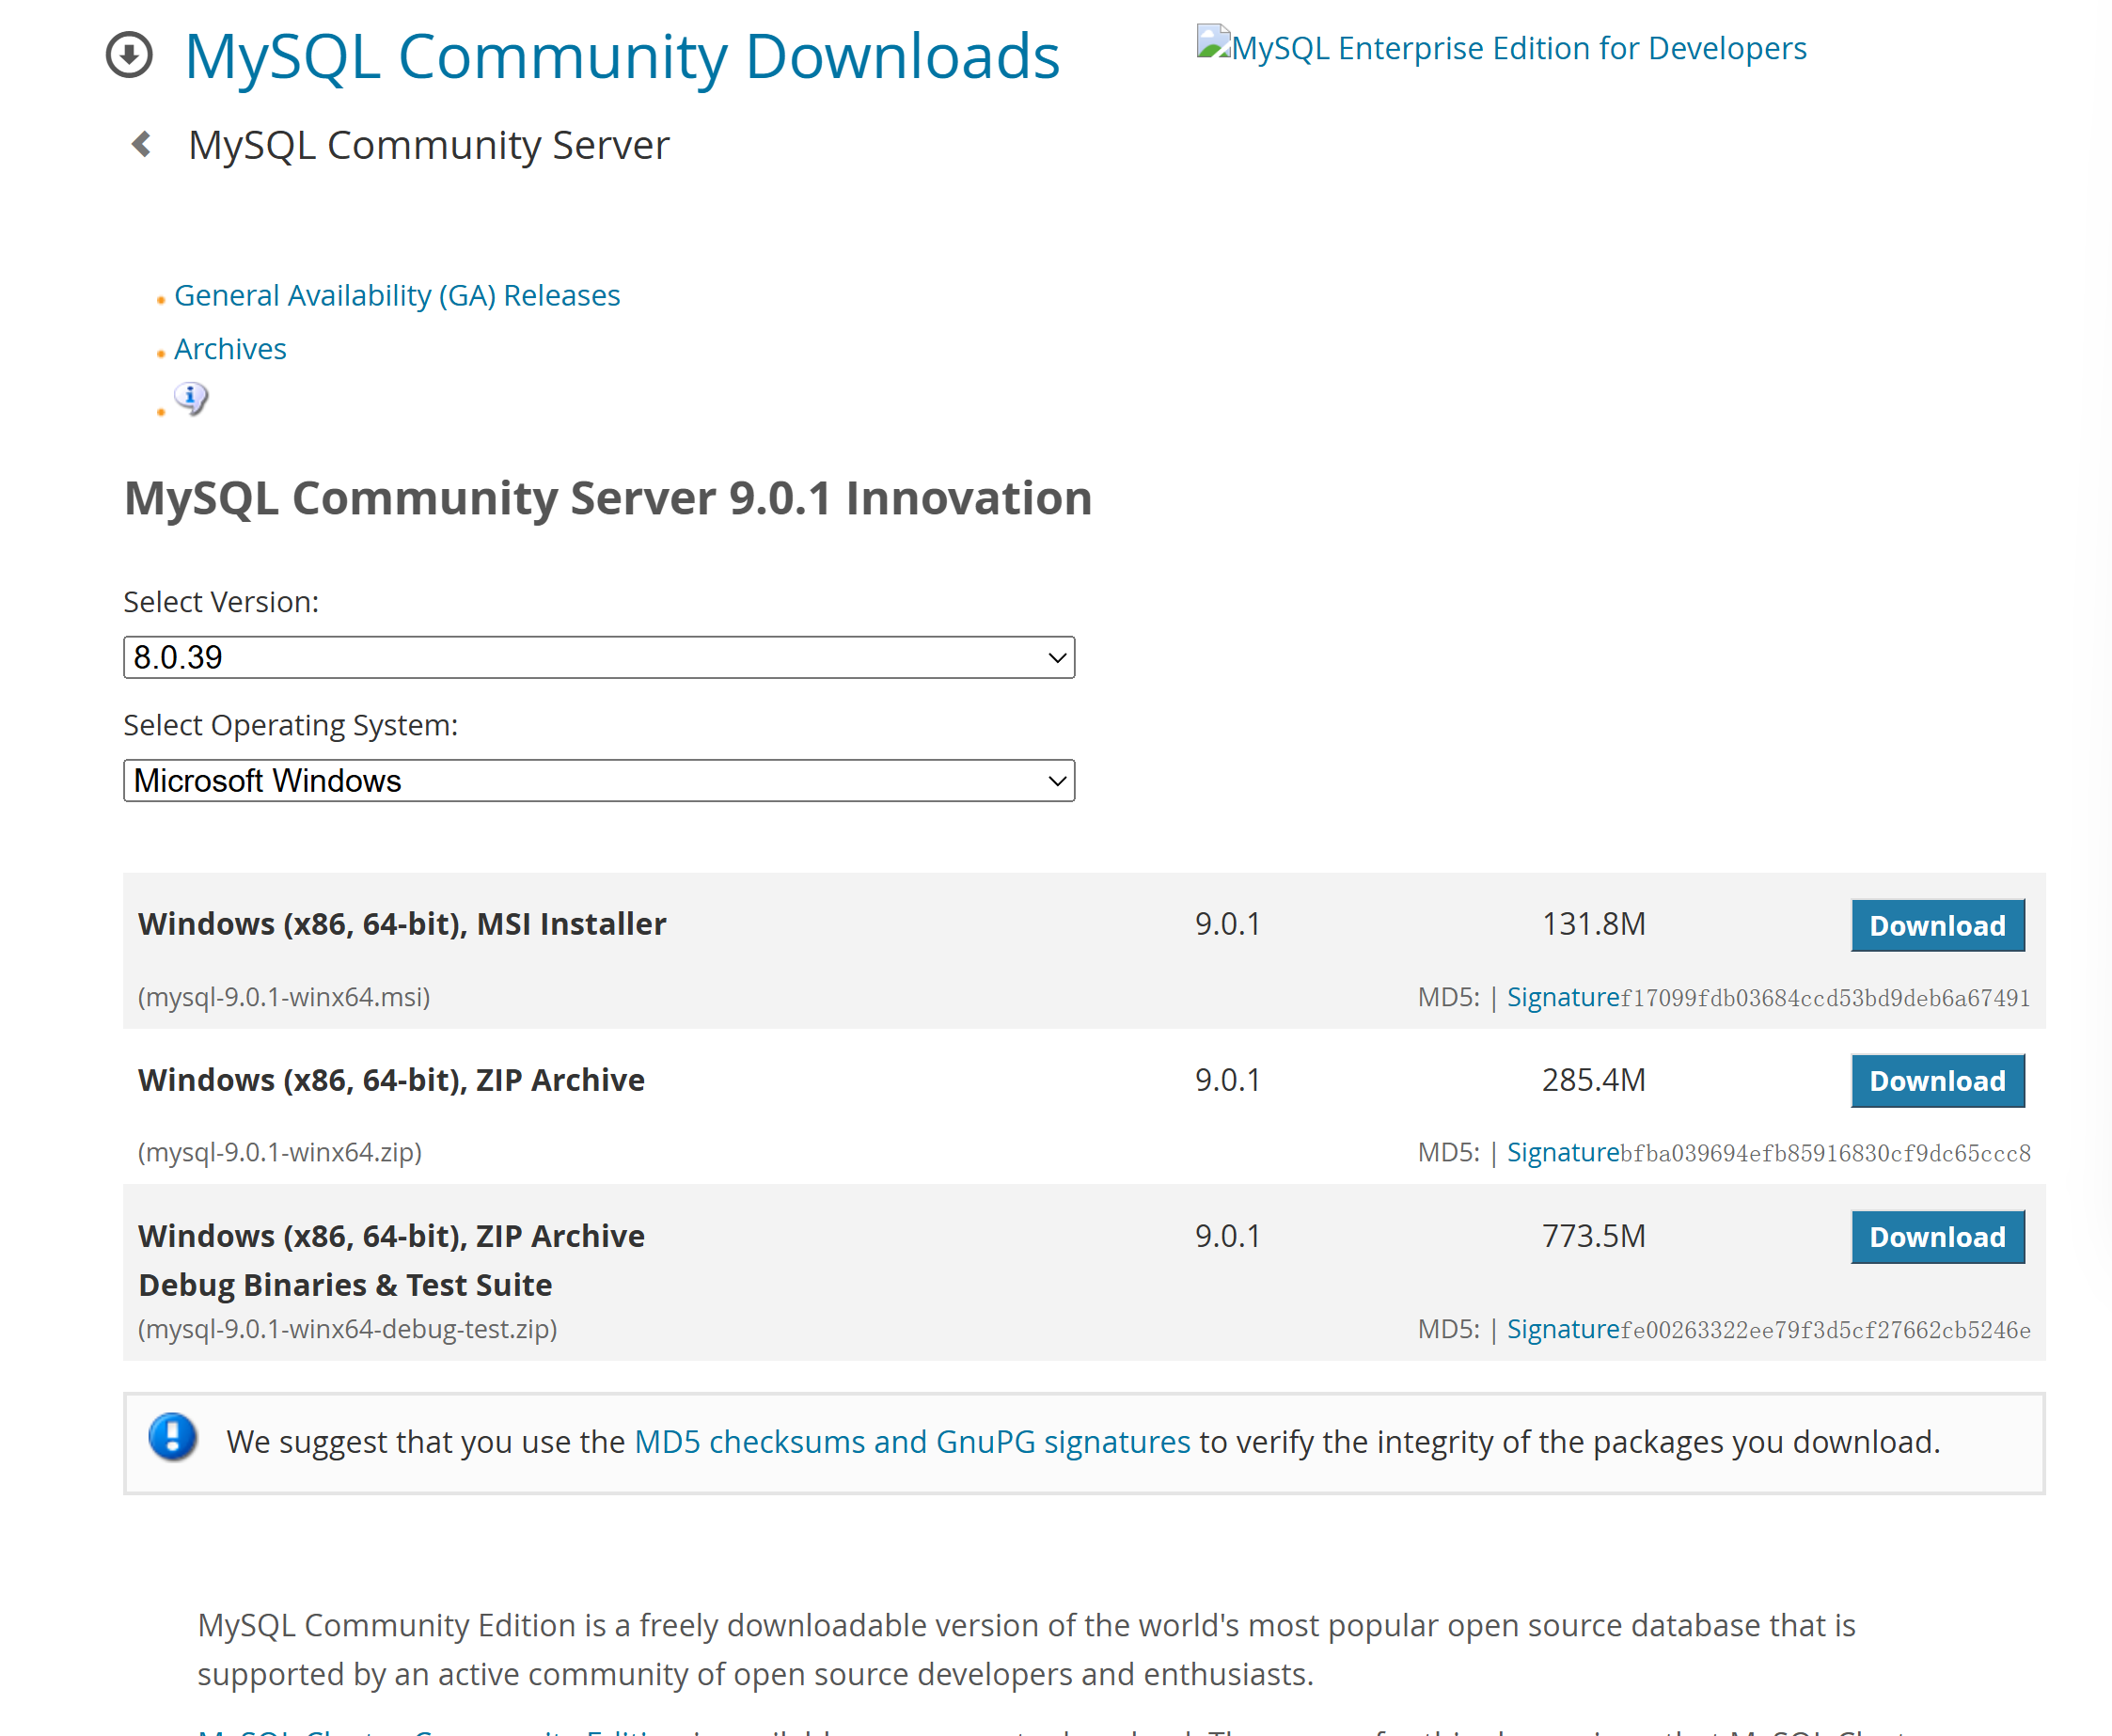 MySQL Community Downloads
MySQL Enterprise Edition for Developers
MySQL Community Server
General Availability (GA) Releases
Archives
MySQL Community Server 9.0.1 Innovation
Select Version:
8.0.39
Select Operating System:
Microsoft Windows
Windows (x86, 64-bit), MSI Installer 9.0.1 131.8M Download
(mysql-9.0.1-winx64.msi) MD5: | Signaturef17099fdb03684ccd53bd9deb6a67491
Windows (x86, 64-bit), ZIP Archive 9.0.1 285.4M Download
(mysql-9.0.1-winx64.zip) MD5: | Signaturebfba039694efb85916830cf9dc65ccc8
Windows (x86, 64-bit), ZIP Archive 9.0.1 773.5M Download
Debug Binaries & Test Suite
(mysql-9.0.1-winx64-debug-test.zip) MD5: | Signaturefe00263322ee79f3d5cf27662cb5246e
We suggest that you use the MD5 checksums and GnuPG signatures to verify the integrity of the packages you download.
MySQL Community Edition is a freely downloadable version of the world's most popular open source database that is
supported by an active community of open source developers and enthusiasts.